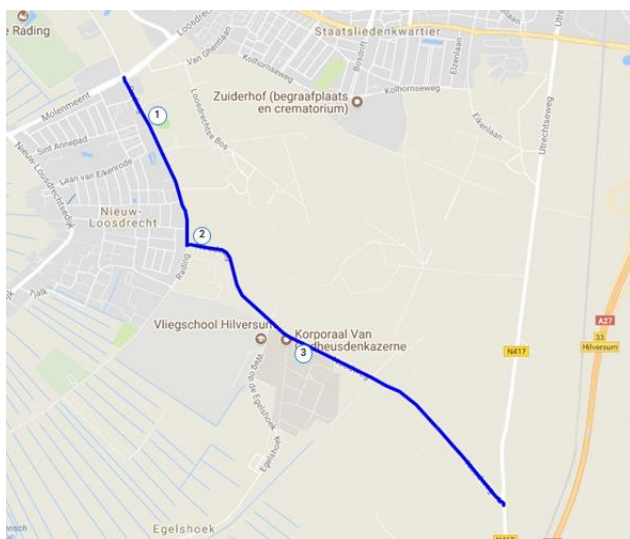 e Rading
Loosdrechts
Van Ghentlaan
Staatsliedenkwartier
Kolhornseweg
Bosdrift
Elzenlaan
Kolhornseweg
Utrechtseweg
Molenmeent
1
Zuiderhof (begraafplaats
en crematorium)
Loosdrechtse
Bos
Eikenlaan
Sint Annepad
Nieuw-Loosdrechtsedijk
Laan van Eikenrode
Nieuw-
Loosdrecht
2
Rading
Vliegschool Hilversum
Korporaal Van
Oudheusdenkazerne
3
A27
33
Hilversum
N417
Weg op
de Egelshoek
Egelshoek
Egelshoek
N417